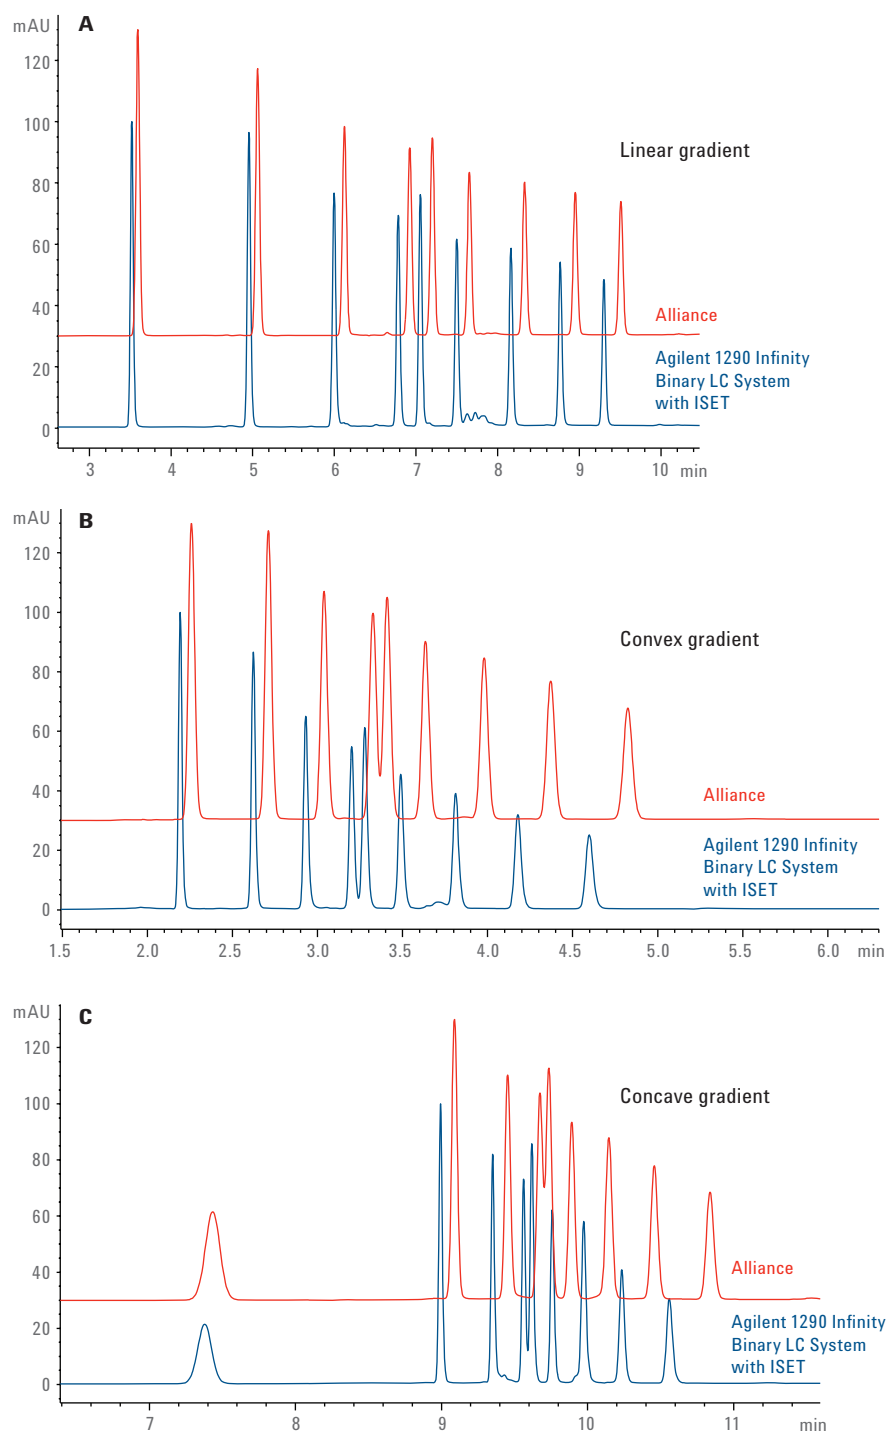 mAU
A
120
100
80
60
40
20
0
Linear gradient
Alliance
Agilent 1290 Infinity
Binary LC System
with ISET
3 4 5 6 7 8 9 10 min
mAU
B
120
100
80
60
40
20
0
Convex gradient
Alliance
Agilent 1290 Infinity
Binary LC System
with ISET
1.5 2.0 2.5 3.0 3.5 4.0 4.5 5.0 5.5 6.0 min
mAU
C
120
100
80
60
40
20
0
Concave gradient
Alliance
Agilent 1290 Infinity
Binary LC System
with ISET
7 8 9 10 11 min